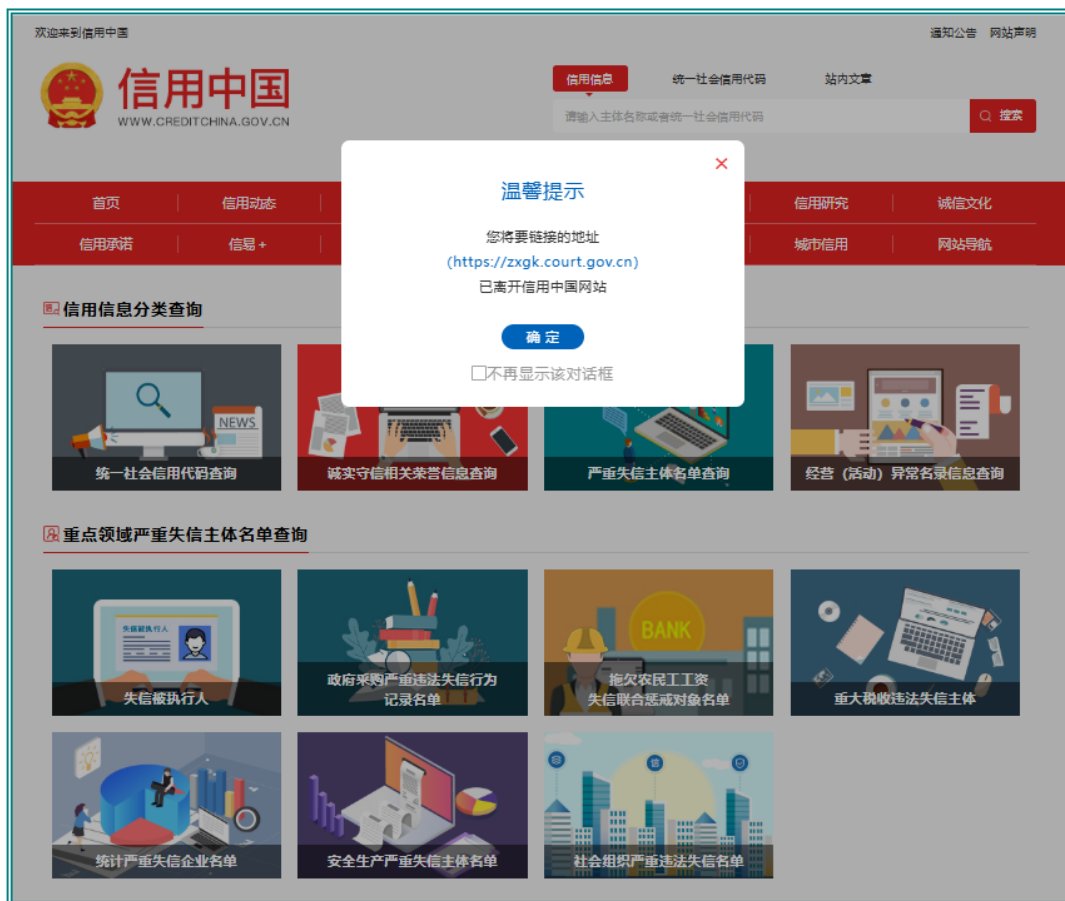 欢迎来到信用中国
通知公告 网站声明
信用中国
WWW.CREDITCHINA.GOV.CN
信用信息 统一社会信用代码 站内文章
请输入主体名称或者统一社会信用代码
搜索
温馨提示
您将要链接的地址
(https://zxgk.court.gov.cn)
已离开信用中国网站
确定
不再显示该对话框
首页 信用动态 信用研究 诚信文化
信用承诺 信易+ 城市信用 网站导航
信用信息分类查询
NEWS
统一社会信用代码查询
诚实守信相关荣誉信息查询
严重失信主体名单查询
经营（活动）异常名录信息查询
重点领域严重失信主体名单查询
失信被执行人
失信被执行人
政府采购严重违法失信行为
记录名单
BANK
拖欠农民工工资
失信联合惩戒对象名单
重大税收违法失信主体
统计严重失信企业名单
安全生产严重失信主体名单
信
社会组织严重违法失信名单